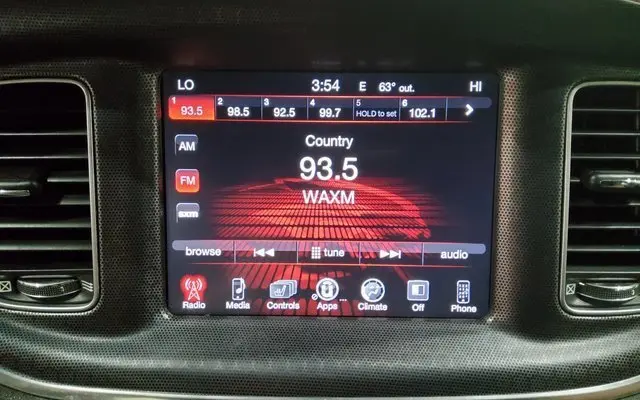 LO 3:54 E 63° out. HI
1 93.5 2 98.5 3 92.5 4 99.7 5 HOLD to set 6 102.1
AM
Country
FM
93.5
WAXM
sxm
browse tune audio
Radio Media Controls Apps Climate Off Phone